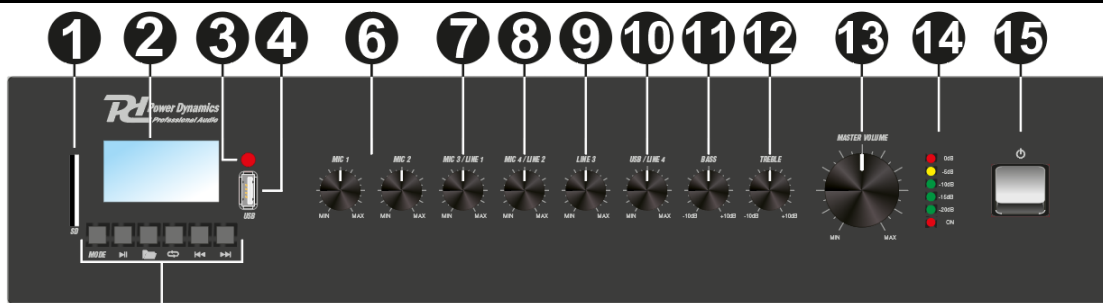 1 2 3 4 6 7 8 9 10 11 12 13 14 15
Pd Power Dynamics
Professional Audio
MIC 1 MIC 2 MIC 3 / LINE 1 MIC 4 / LINE 2 LINE 3 USB / LINE 4 BASS TREBLE
MASTER VOLUME
0dB
-5dB
-10dB
-15dB
-20dB
ON
MIN MAX MIN MAX MIN MAX MIN MAX MIN MAX MIN MAX -10dB +10dB -10dB +10dB
MIN MAX
USB
SD
MODE